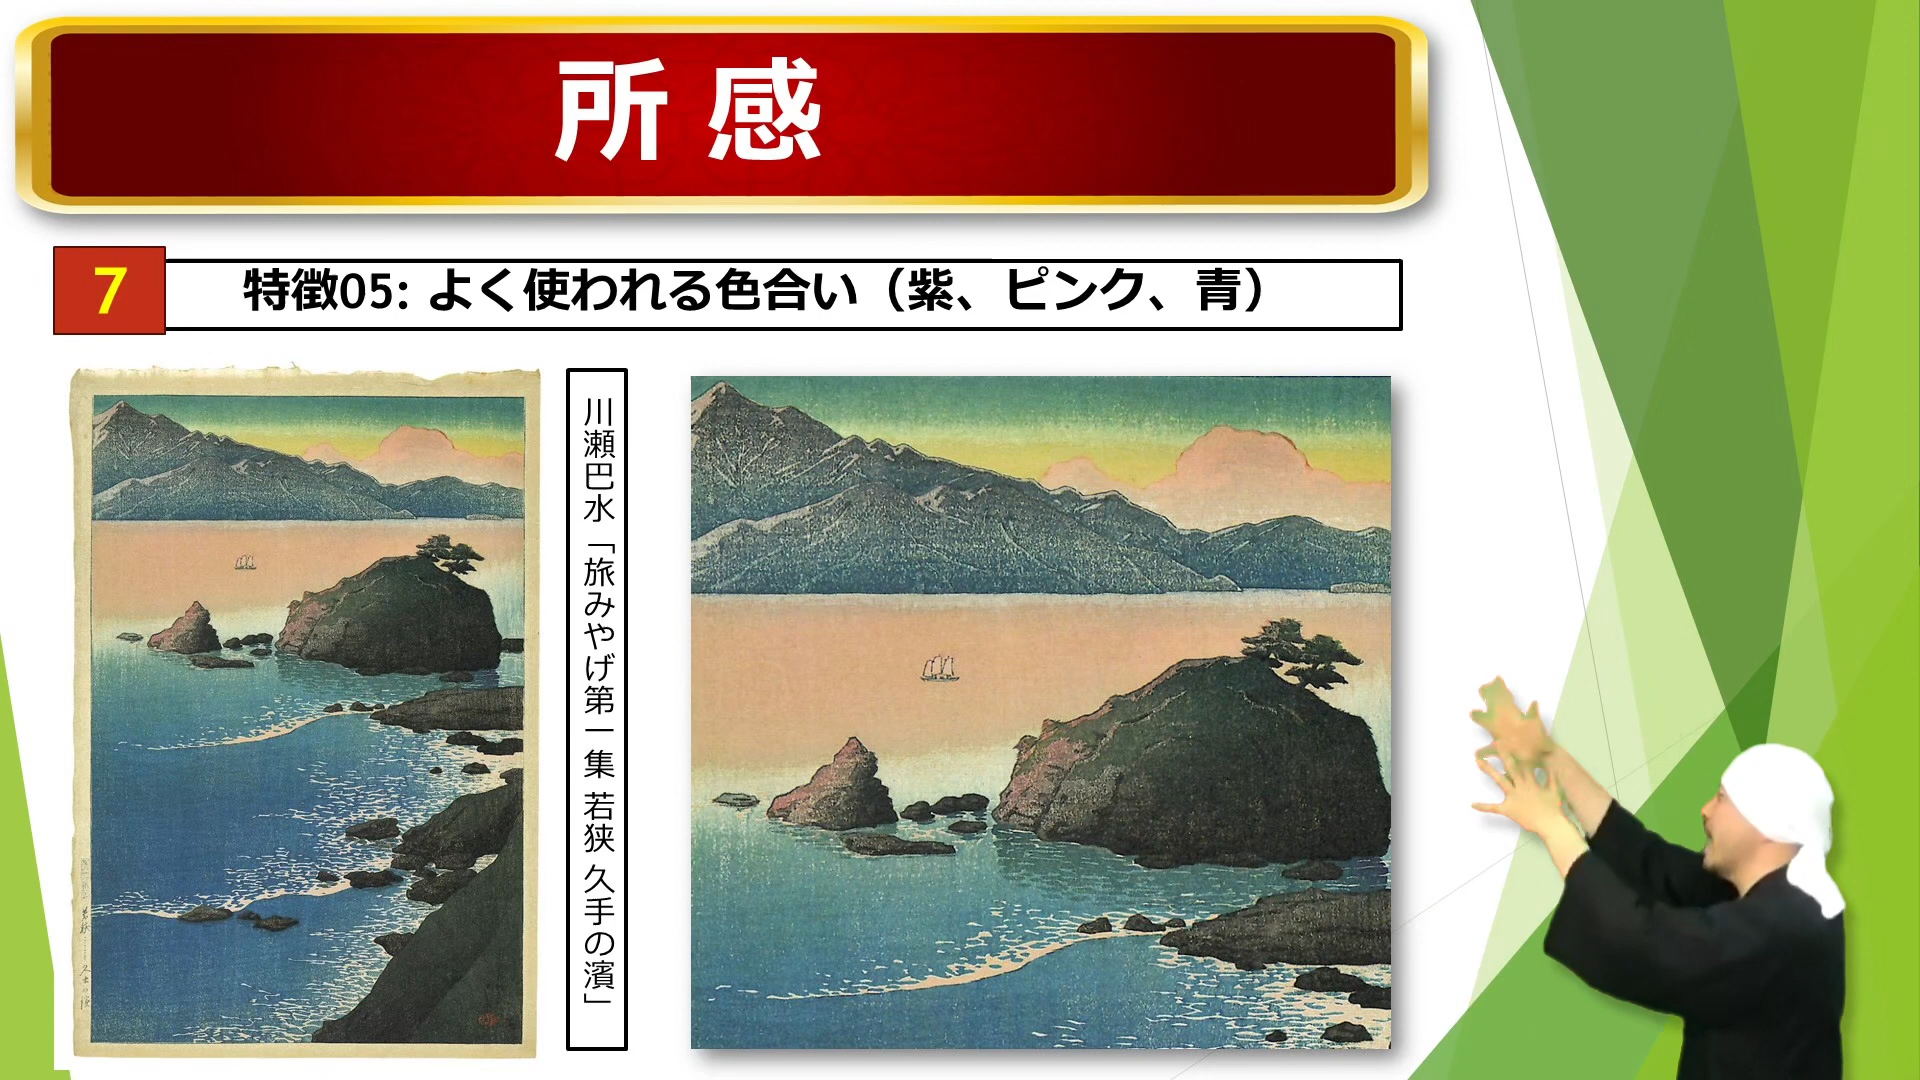 所感
7
特徴05: よく使われる色合い（紫、ピンク、青）
川瀬巴水「旅みやげ第一集 若狭 久手の濱」